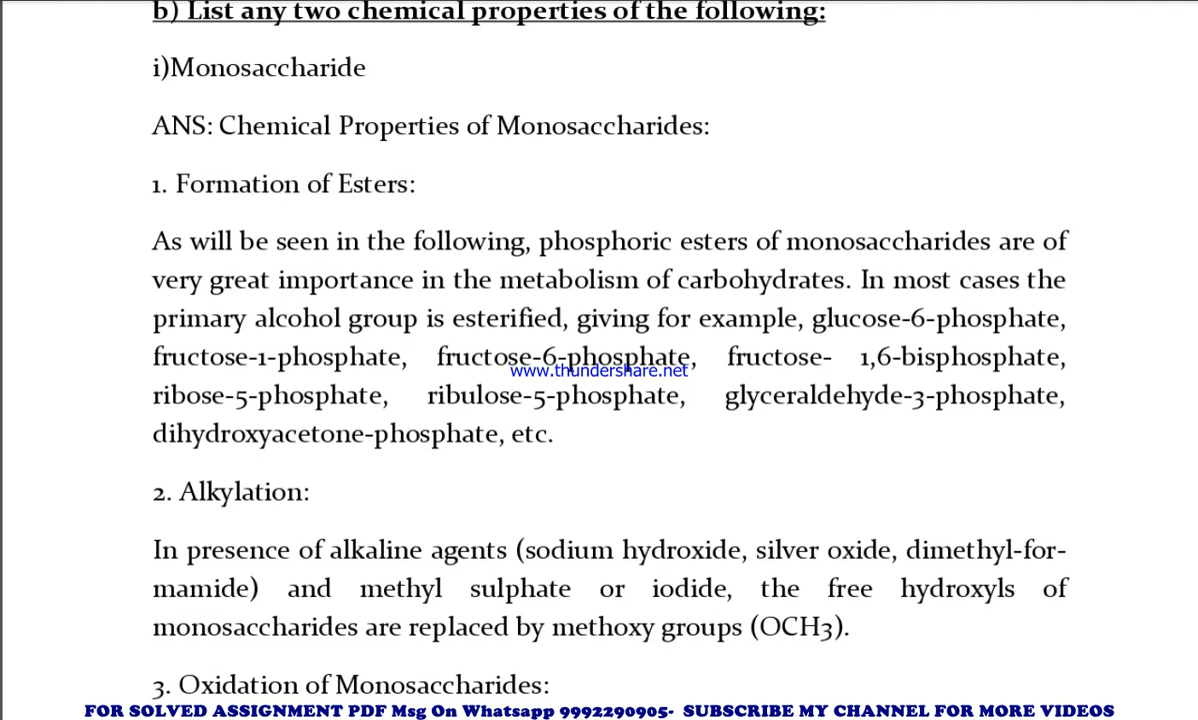 b) List any two chemical properties of the following:
i)Monosaccharide
ANS: Chemical Properties of Monosaccharides:
1. Formation of Esters:
As will be seen in the following, phosphoric esters of monosaccharides are of
very great importance in the metabolism of carbohydrates. In most cases the
primary alcohol group is esterified, giving for example, glucose-6-phosphate,
fructose-1-phosphate, fructose-6-phosphate, fructose- 1,6-bisphosphate,
www.thundershare.net
ribose-5-phosphate, ribulose-5-phosphate, glyceraldehyde-3-phosphate,
dihydroxyacetone-phosphate, etc.
2. Alkylation:
In presence of alkaline agents (sodium hydroxide, silver oxide, dimethyl-for-
mamide) and methyl sulphate or iodide, the free hydroxyls of
monosaccharides are replaced by methoxy groups (OCH3).
3. Oxidation of Monosaccharides:
FOR SOLVED ASSIGNMENT PDF Msg On Whatsapp 9992290905- SUBSCRIBE MY CHANNEL FOR MORE VIDEOS